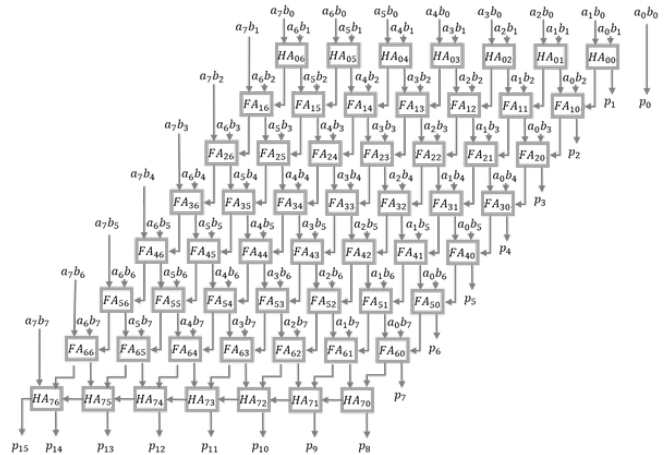 a₇b₀ a₆b₀ a₅b₀ a₄b₀ a₃b₀ a₂b₀ a₁b₀ a₀b₀
a₇b₁ a₆b₁ a₅b₁ a₄b₁ a₃b₁ a₂b₁ a₁b₁ a₀b₁
HA₀₆ HA₀₅ HA₀₄ HA₀₃ HA₀₂ HA₀₁ HA₀₀
a₇b₂ a₆b₂ a₅b₂ a₄b₂ a₃b₂ a₂b₂ a₁b₂ a₀b₂
FA₁₆ FA₁₅ FA₁₄ FA₁₃ FA₁₂ FA₁₁ FA₁₀ p₁ p₀
a₇b₃ a₆b₃ a₅b₃ a₄b₃ a₃b₃ a₂b₃ a₁b₃ a₀b₃
FA₂₆ FA₂₅ FA₂₄ FA₂₃ FA₂₂ FA₂₁ FA₂₀ p₂
a₇b₄ a₆b₄ a₅b₄ a₄b₄ a₃b₄ a₂b₄ a₁b₄ a₀b₄
FA₃₆ FA₃₅ FA₃₄ FA₃₃ FA₃₂ FA₃₁ FA₃₀ p₃
a₇b₅ a₆b₅ a₅b₅ a₄b₅ a₃b₅ a₂b₅ a₁b₅ a₀b₅
FA₄₆ FA₄₅ FA₄₄ FA₄₃ FA₄₂ FA₄₁ FA₄₀ p₄
a₇b₆ a₆b₆ a₅b₆ a₄b₆ a₃b₆ a₂b₆ a₁b₆ a₀b₆
FA₅₆ FA₅₅ FA₅₄ FA₅₃ FA₅₂ FA₅₁ FA₅₀ p₅
a₇b₇ a₆b₇ a₅b₇ a₄b₇ a₃b₇ a₂b₇ a₁b₇ a₀b₇
FA₆₆ FA₆₅ FA₆₄ FA₆₃ FA₆₂ FA₆₁ FA₆₀ p₆
HA₇₆ HA₇₅ HA₇₄ HA₇₃ HA₇₂ HA₇₁ HA₇₀ p₇
p₁₅ p₁₄ p₁₃ p₁₂ p₁₁ p₁₀ p₉ p₈